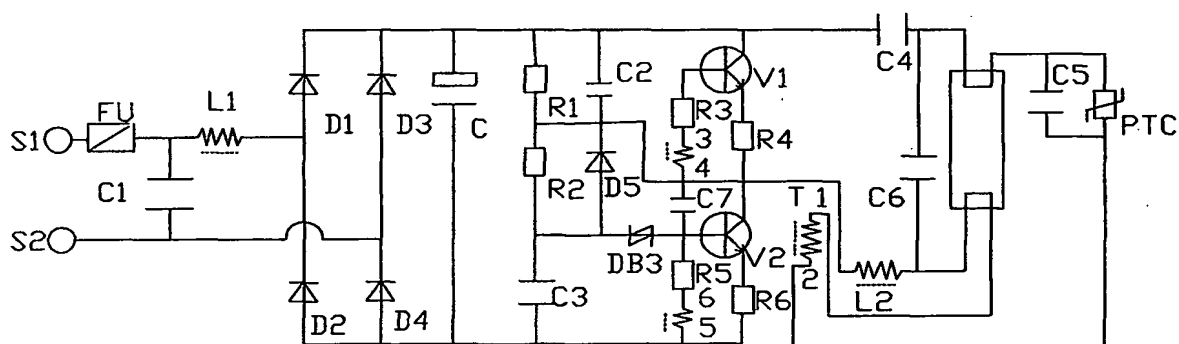 S1
FU
L1
C1
S2
D1
D3
D2
D4
C
R1
R2
C2
D5
C3
DB3
R3
3
4
C7
V1
R4
V2
R5
6
5
R6
T1
2
C4
C6
L2
C5
PTC